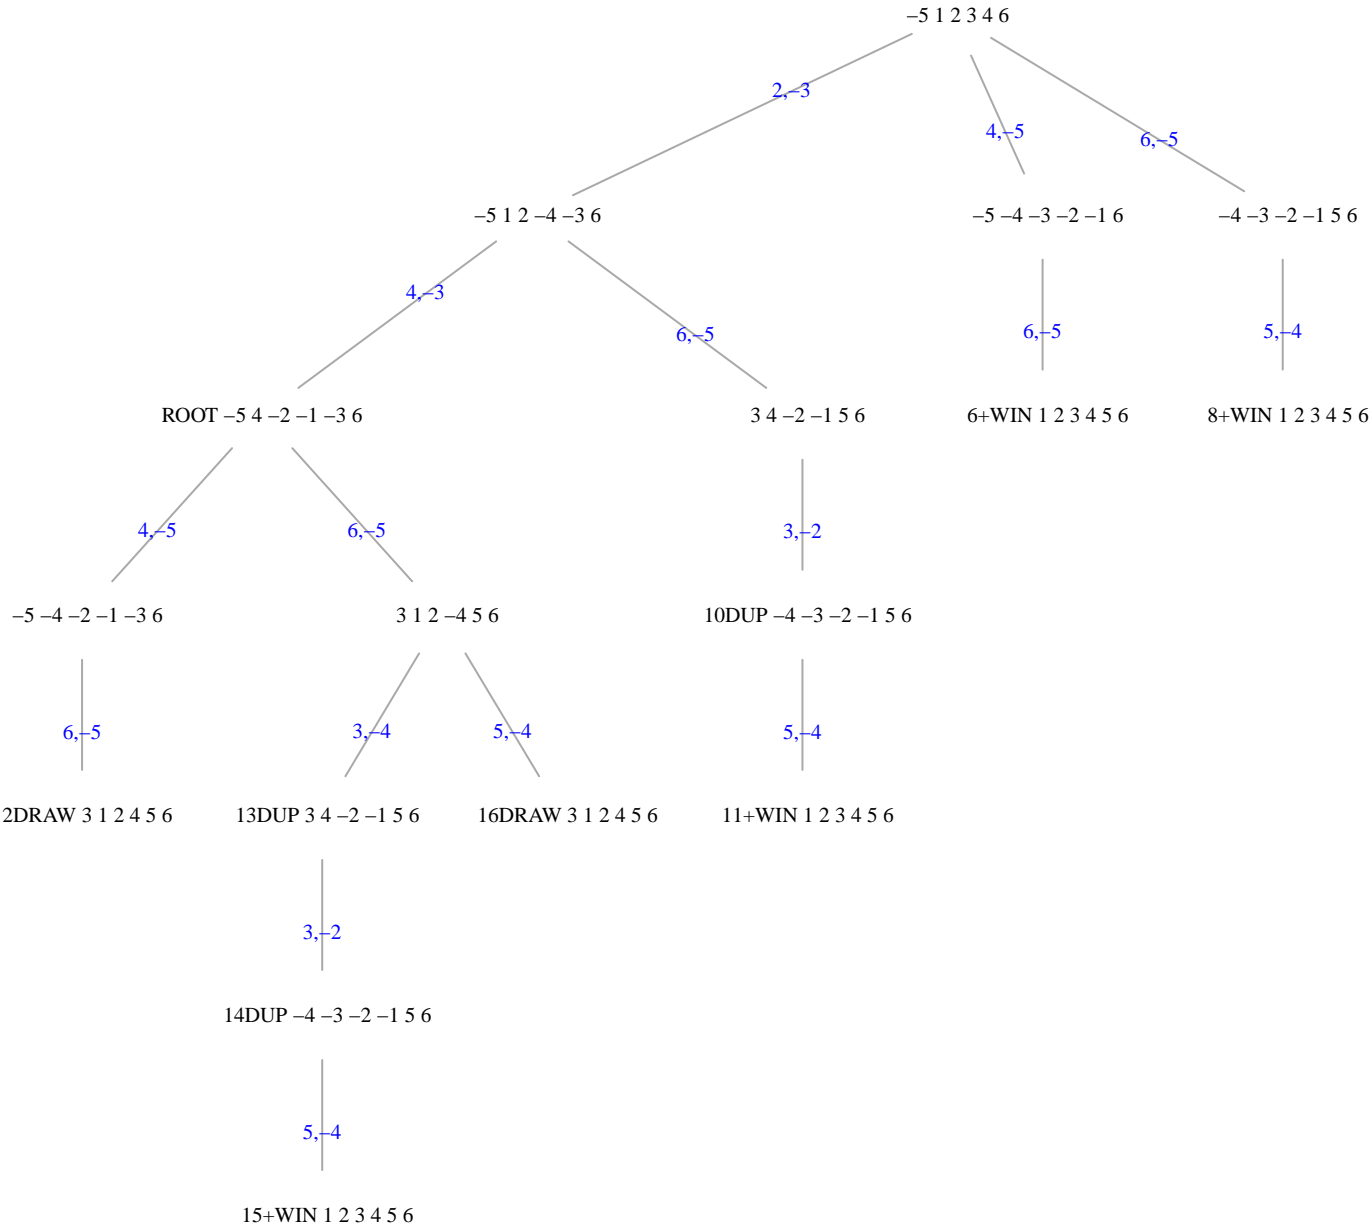 –5 1 2 3 4 6
2,–3
4,–5
6,–5
–5 1 2 –4 –3 6
–5 –4 –3 –2 –1 6
–4 –3 –2 –1 5 6
4,–3
6,–5
6,–5
5,–4
ROOT –5 4 –2 –1 –3 6
3 4 –2 –1 5 6
6+WIN 1 2 3 4 5 6
8+WIN 1 2 3 4 5 6
4,–5
6,–5
3,–2
–5 –4 –2 –1 –3 6
3 1 2 –4 5 6
10DUP –4 –3 –2 –1 5 6
6,–5
3,–4
5,–4
5,–4
2DRAW 3 1 2 4 5 6
13DUP 3 4 –2 –1 5 6
16DRAW 3 1 2 4 5 6
11+WIN 1 2 3 4 5 6
3,–2
14DUP –4 –3 –2 –1 5 6
5,–4
15+WIN 1 2 3 4 5 6